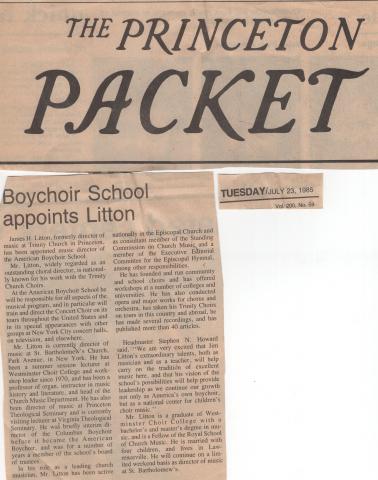 THE PRINCETON
PACKET
TUESDAY/JULY 23, 1985
Vol. 200, No. 59
Boychoir School
appoints Litton
James H. Litton, formerly director of
music at Trinity Church in Princeton,
has been appointed music director of
the American Boychoir School.
Mr. Litton, widely regarded as an
outstanding choral director, is national-
ly known for his work with the Trinity
Church Choirs.
At the American Boychoir School he
will be responsible for all aspects of the
musical program, and in particular will
train and direct the Concert Choir on its
tours throughout the United States and
in its special appearances with other
groups at New York City concert halls,
on television, and elsewhere.
Mr. Litton is currently director of
music at St. Bartholomew's Church,
Park Avenue, in New York. He has
been a summer session lecturer at
Westminster Choir College and work-
shop leader since 1970, and has been a
professor of organ, instructor in music
history and literature, and head of the
Church Music Department. He has also
been director of music at Princeton
Theological Seminary and is currently
visiting lecturer at Virginia Theological
Seminary. He was briefly interim di-
rector of the Columbus Boychoir
before it became the American
Boychoir, and was for a number of
years a member of the school's board
of trustees.
In his role as a leading church
musician, Mr. Litton has been active
nationally in the Episcopal Church and
as consultant member of the Standing
Commission on Church Music, and a
member of the Executive Editorial
Committee for the Episcopal Hymnal,
among other responsibilities.
He has founded and run community
and school choirs and has offered
workshops at a number of colleges and
universities. He has also conducted
opera and major works for chorus and
orchestra, has taken his Trinity Choirs
on tours in this country and abroad, he
has made several recordings, and has
published more than 40 articles.
Headmaster Stephen N. Howard
said, "We are very excited that Jim
Litton's extraordinary talents, both as
musician and as a teacher, will help
carry on the tradition of excellent
music here, and that his vision of the
school's possibilities will help provide
leadership as we continue our growth
not only as America's own boychoir,
but as a national center for children's
choir music."
Mr. Litton is a graduate of West-
minster Choir College with a
bachelor's and master's degree in mu-
sic, and is a Fellow of the Royal School
of Church Music. He is married with
four children, and lives in Law-
renceville. He will continue on a lim-
ited weekend basis as director of music
at St. Bartholomew's.